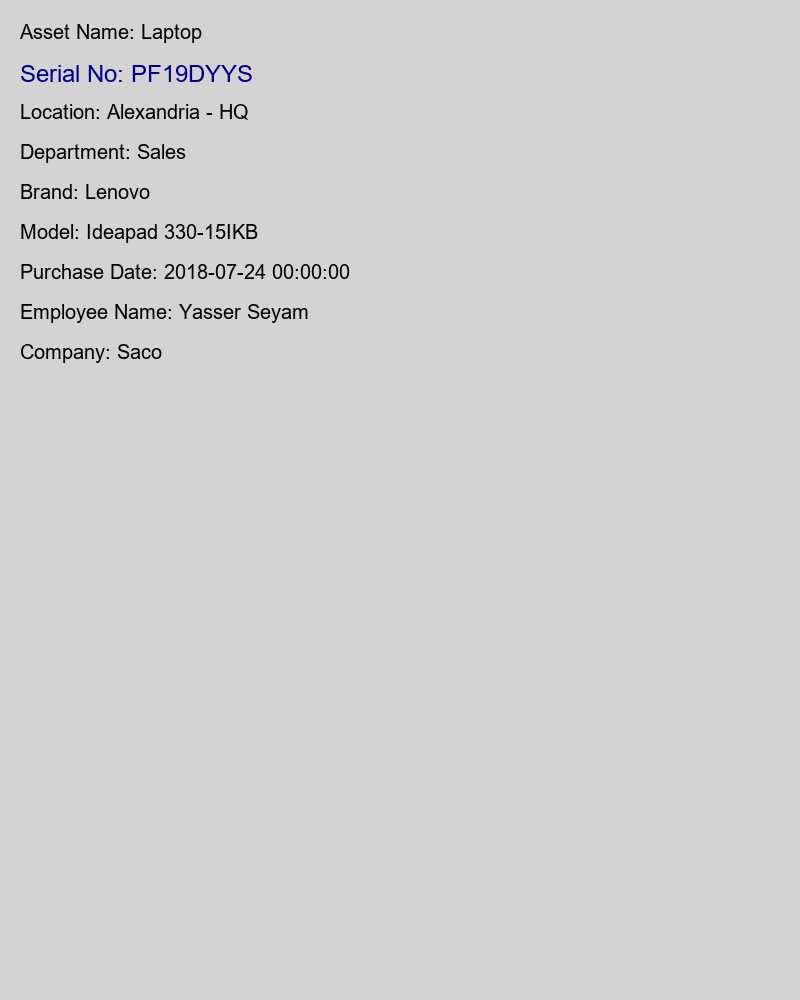 Asset Name: Laptop
Serial No: PF19DYYS
Location: Alexandria - HQ
Department: Sales
Brand: Lenovo
Model: Ideapad 330-15IKB
Purchase Date: 2018-07-24 00:00:00
Employee Name: Yasser Seyam
Company: Saco